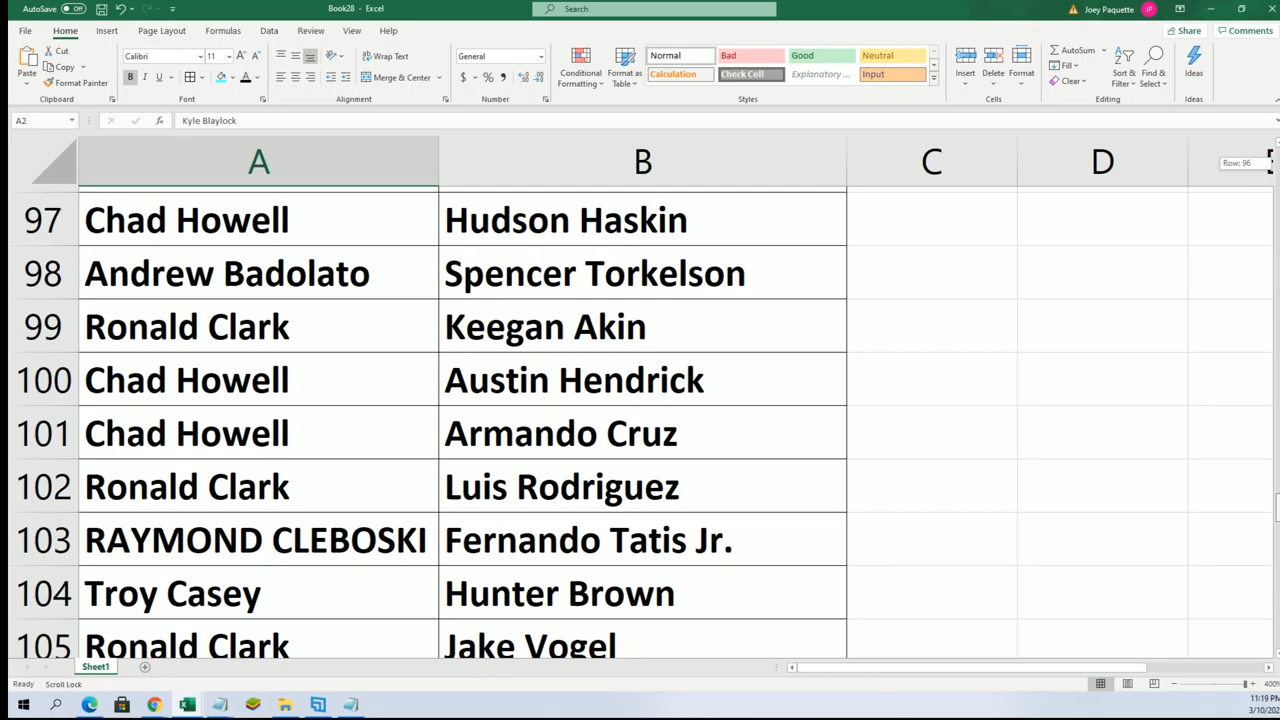 AutoSave Off Book28 - Excel Search Joey Paquette JP
File Home Insert Page Layout Formulas Data Review View Help Share Comments
Cut
Copy
Format Painter
Paste
Clipboard
Calibri 11
B I U
Font
Wrap Text
Merge & Center
Alignment
General
$ % 9
Number
Conditional Formatting
Format as Table
Normal Bad Good Neutral
Calculation Check Cell Explanatory ... Input
Styles
Insert Delete Format
Cells
AutoSum
Fill
Clear
Sort & Filter
Find & Select
Editing
Ideas
Ideas
A2 fx Kyle Blaylock
A B C D
Row: 96
97 Chad Howell Hudson Haskin
98 Andrew Badolato Spencer Torkelson
99 Ronald Clark Keegan Akin
100 Chad Howell Austin Hendrick
101 Chad Howell Armando Cruz
102 Ronald Clark Luis Rodriguez
103 RAYMOND CLEBOSKI Fernando Tatis Jr.
104 Troy Casey Hunter Brown
105 Ronald Clark Jake Vogel
Sheet1
Ready Scroll Lock 400%
11:19 PM
3/10/202